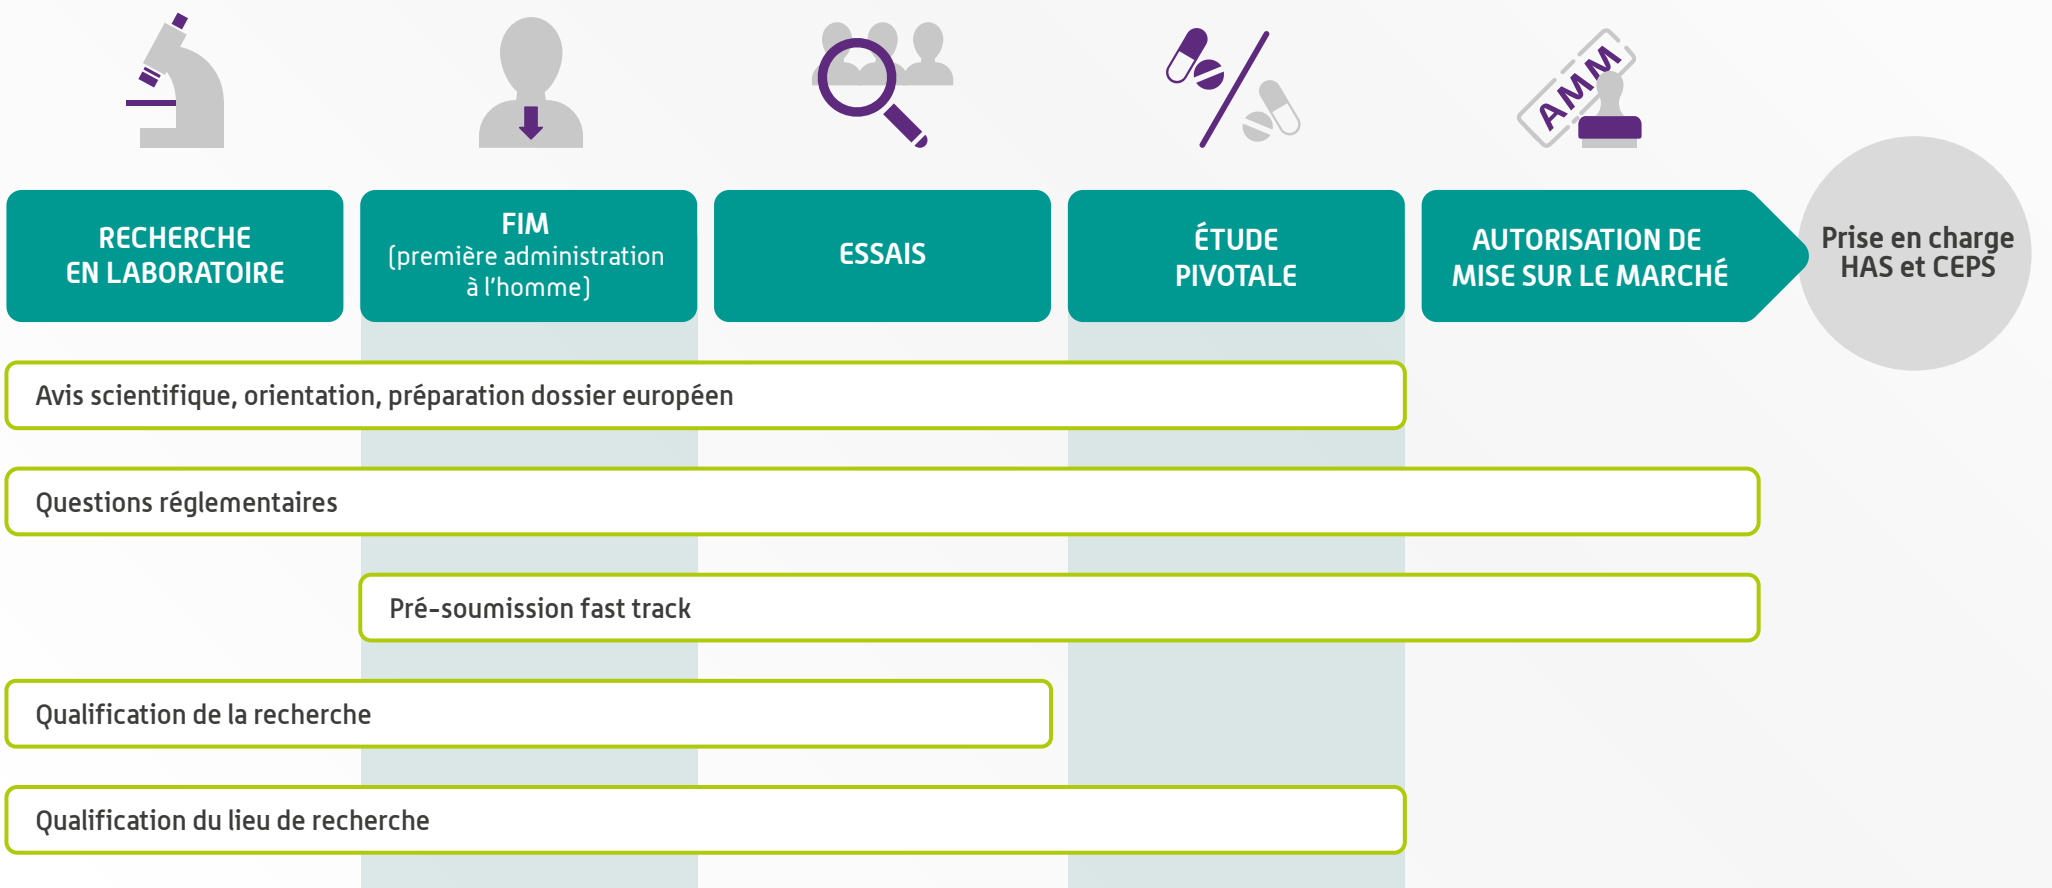 AMM
RECHERCHE
EN LABORATOIRE
FIM
(première administration
à l'homme)
ESSAIS
ÉTUDE
PIVOTALE
AUTORISATION DE
MISE SUR LE MARCHÉ
Prise en charge
HAS et CEPS
Avis scientifique, orientation, préparation dossier européen
Questions réglementaires
Pré-soumission fast track
Qualification de la recherche
Qualification du lieu de recherche